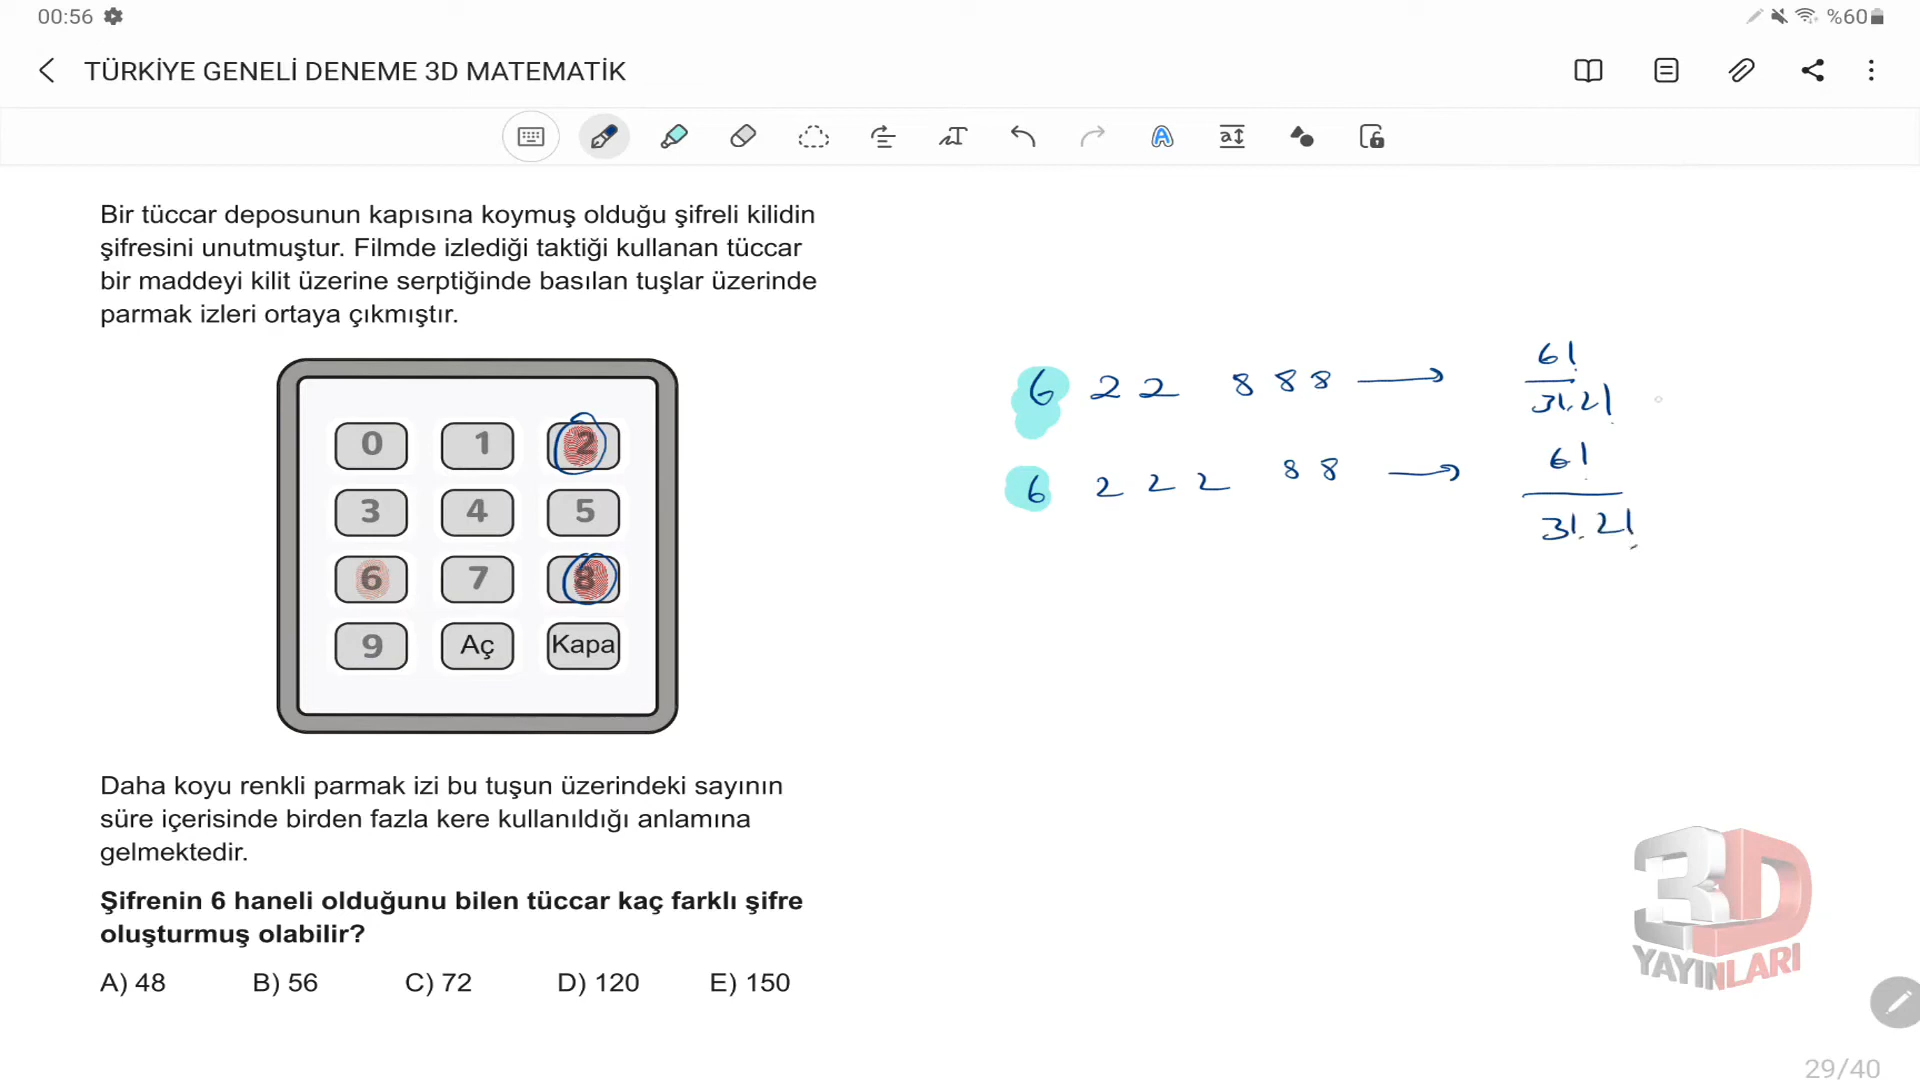 00:56
%60
TÜRKİYE GENELİ DENEME 3D MATEMATİK
Bir tüccar deposunun kapısına koymuş olduğu şifreli kilidin
şifresini unutmuştur. Filmde izlediği taktiği kullanan tüccar
bir maddeyi kilit üzerine serptiğinde basılan tuşlar üzerinde
parmak izleri ortaya çıkmıştır.
0 1 2
3 4 5
6 7 8
9 Aç Kapa
6 2 2 8 8 8 → 6!
3!.2!
6 2 2 2 8 8 → 6!
3!.2!
Daha koyu renkli parmak izi bu tuşun üzerindeki sayının
süre içerisinde birden fazla kere kullanıldığı anlamına
gelmektedir.
Şifrenin 6 haneli olduğunu bilen tüccar kaç farklı şifre
oluşturmuş olabilir?
A) 48 B) 56 C) 72 D) 120 E) 150
3D
YAYINLARI
29/40